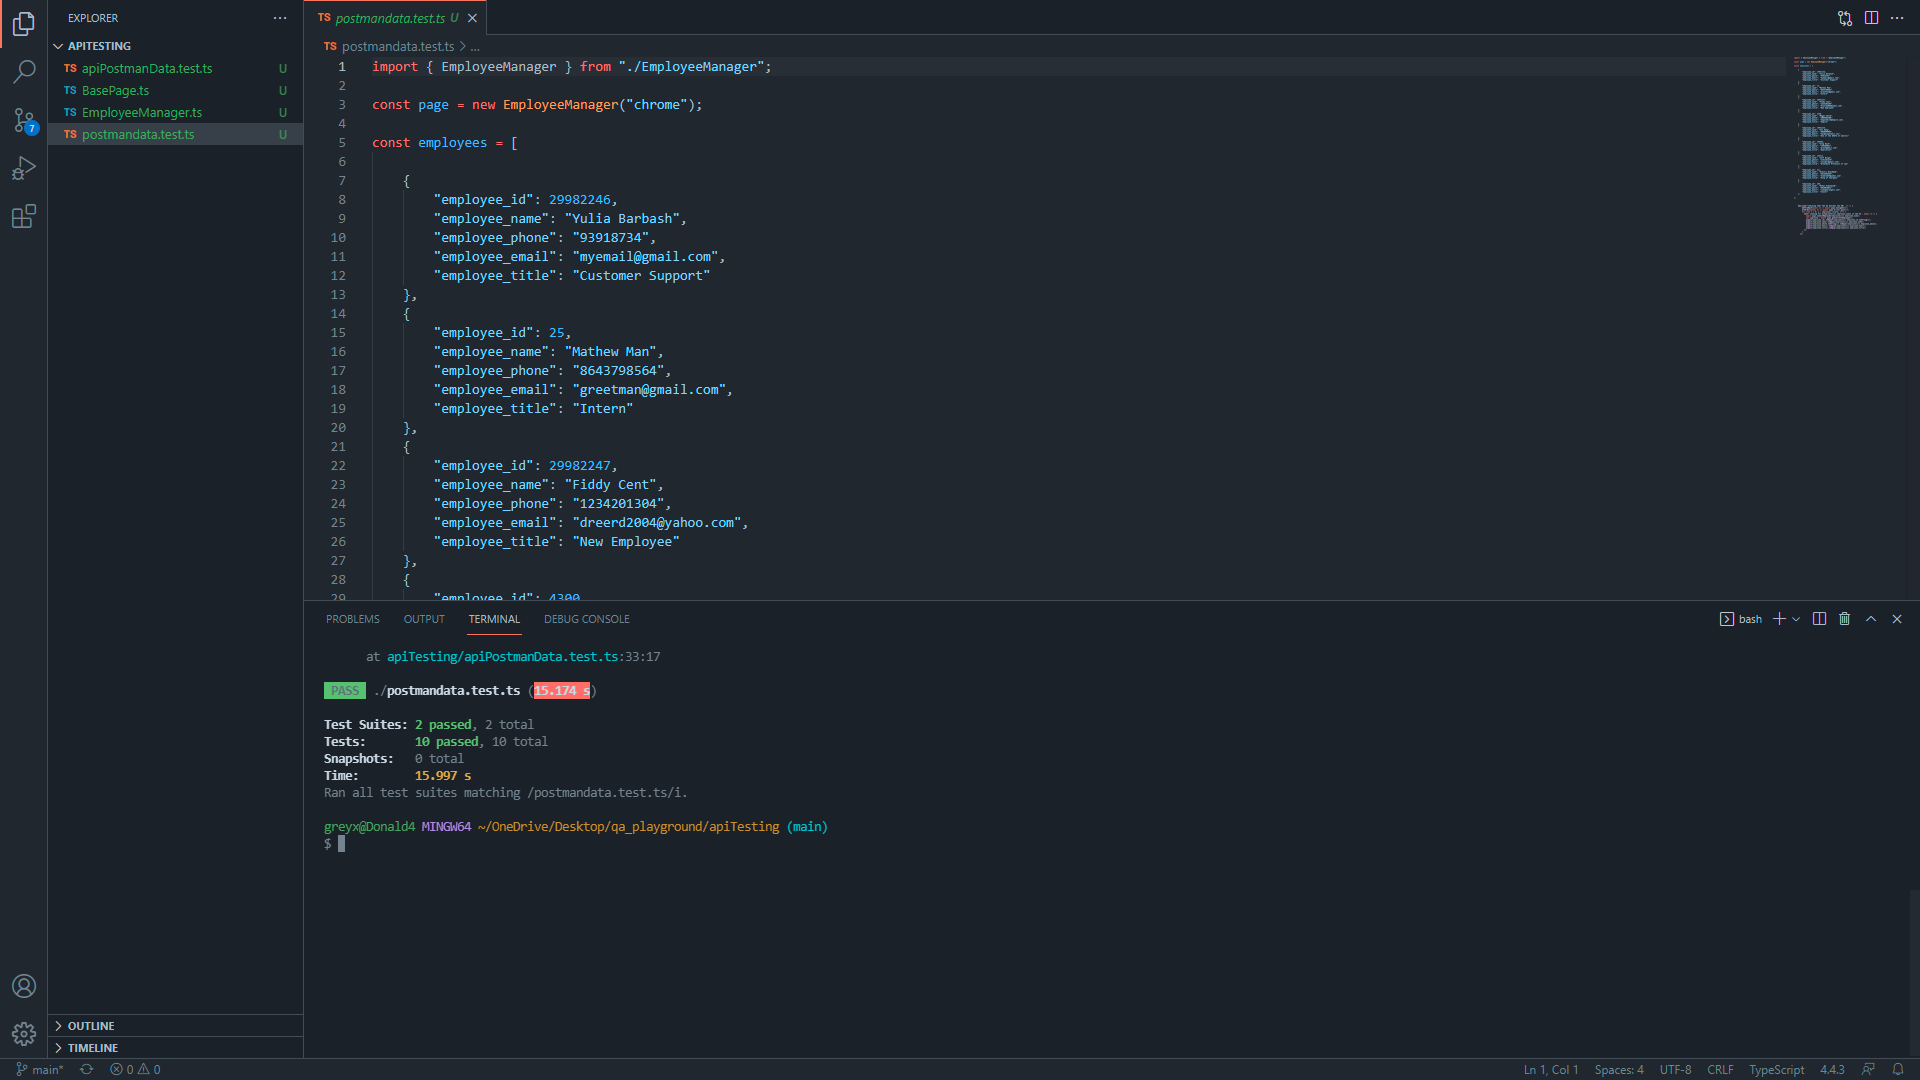 EXPLORER
APITESTING
TS apiPostmanData.test.ts U
TS BasePage.ts U
TS EmployeeManager.ts U
TS postmandata.test.ts U
7
OUTLINE
TIMELINE
TS postmandata.test.ts U
TS postmandata.test.ts > ...
1 import { EmployeeManager } from "./EmployeeManager";
2
3 const page = new EmployeeManager("chrome");
4
5 const employees = [
6
7 {
8 "employee_id": 29982246,
9 "employee_name": "Yulia Barbash",
10 "employee_phone": "93918734",
11 "employee_email": "myemail@gmail.com",
12 "employee_title": "Customer Support"
13 },
14 {
15 "employee_id": 25,
16 "employee_name": "Mathew Man",
17 "employee_phone": "8643798564",
18 "employee_email": "greetman@gmail.com",
19 "employee_title": "Intern"
20 },
21 {
22 "employee_id": 29982247,
23 "employee_name": "Fiddy Cent",
24 "employee_phone": "1234201304",
25 "employee_email": "dreerd2004@yahoo.com",
26 "employee_title": "New Employee"
27 },
28 {
29 "employee_id": 4300,
PROBLEMS OUTPUT TERMINAL DEBUG CONSOLE
bash
at apiTesting/apiPostmanData.test.ts:33:17
PASS ./postmandata.test.ts (15.174 s)
Test Suites: 2 passed, 2 total
Tests: 10 passed, 10 total
Snapshots: 0 total
Time: 15.997 s
Ran all test suites matching /postmandata.test.ts/i.
greyx@Donald4 MINGW64 ~/OneDrive/Desktop/qa_playground/apiTesting (main)
$
main* 0 0
Ln 1, Col 1 Spaces: 4 UTF-8 CRLF TypeScript 4.4.3